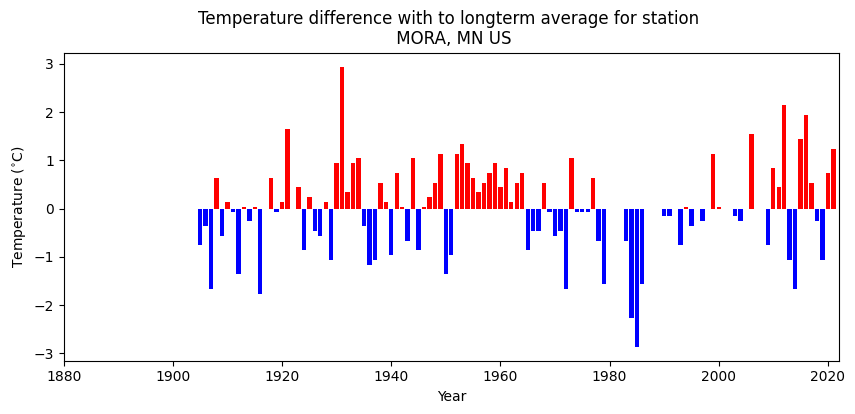 Temperature difference with to longterm average for station
MORA, MN US
3
2
1
0
−1
−2
−3
Temperature (°C)
1880 1900 1920 1940 1960 1980 2000 2020
Year